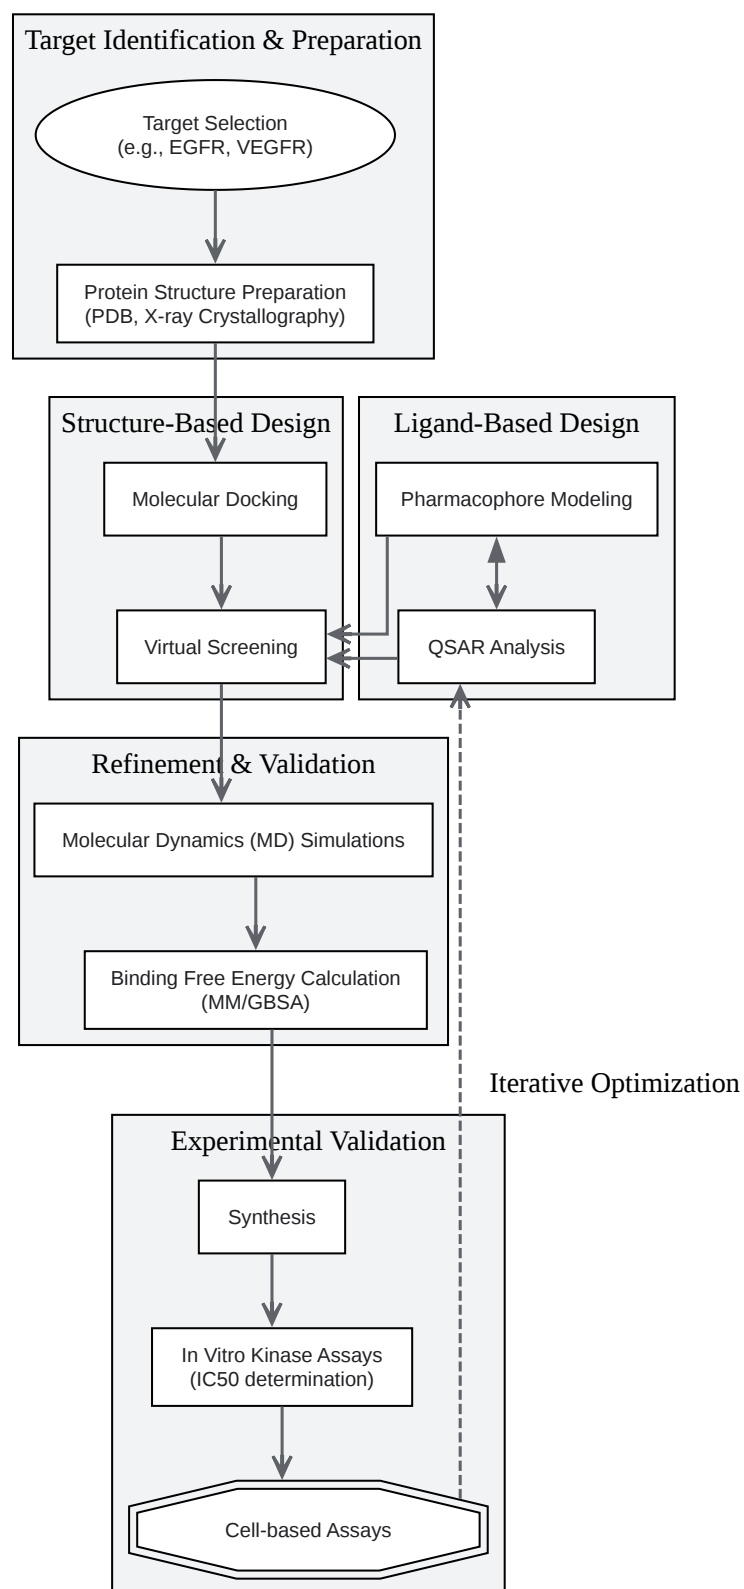 Target Identification & Preparation
Target Selection
(e.g., EGFR, VEGFR)
Protein Structure Preparation
(PDB, X-ray Crystallography)
Structure-Based Design
Ligand-Based Design
Molecular Docking
Pharmacophore Modeling
Virtual Screening
QSAR Analysis
Refinement & Validation
Molecular Dynamics (MD) Simulations
Binding Free Energy Calculation
(MM/GBSA)
Iterative Optimization
Experimental Validation
Synthesis
In Vitro Kinase Assays
(IC50 determination)
Cell-based Assays